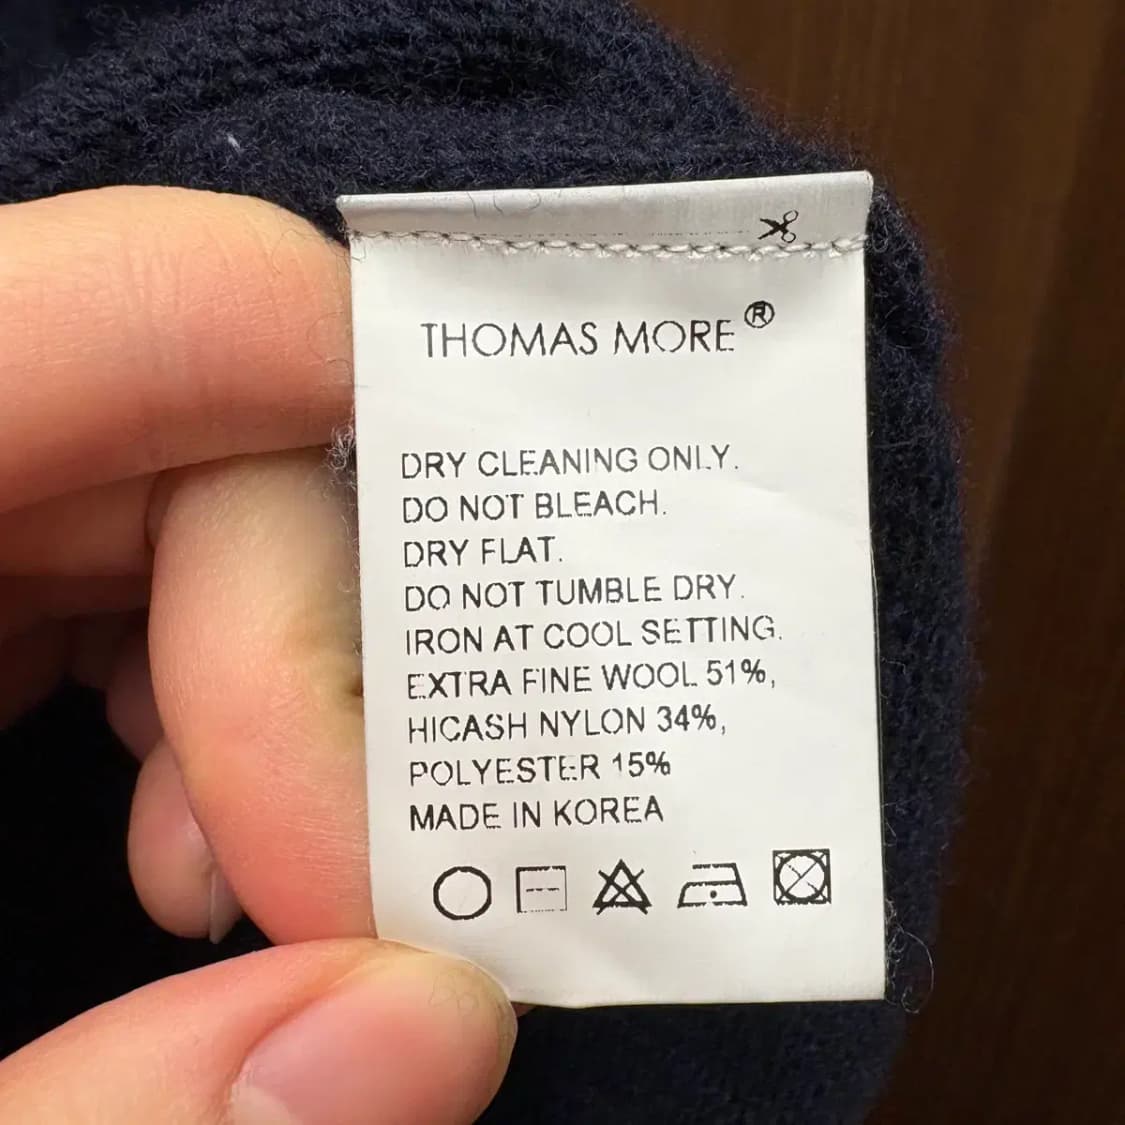 THOMAS MORE®
DRY CLEANING ONLY.
DO NOT BLEACH.
DRY FLAT.
DO NOT TUMBLE DRY.
IRON AT COOL SETTING.
EXTRA FINE WOOL 51%,
HICASH NYLON 34%,
POLYESTER 15%
MADE IN KOREA